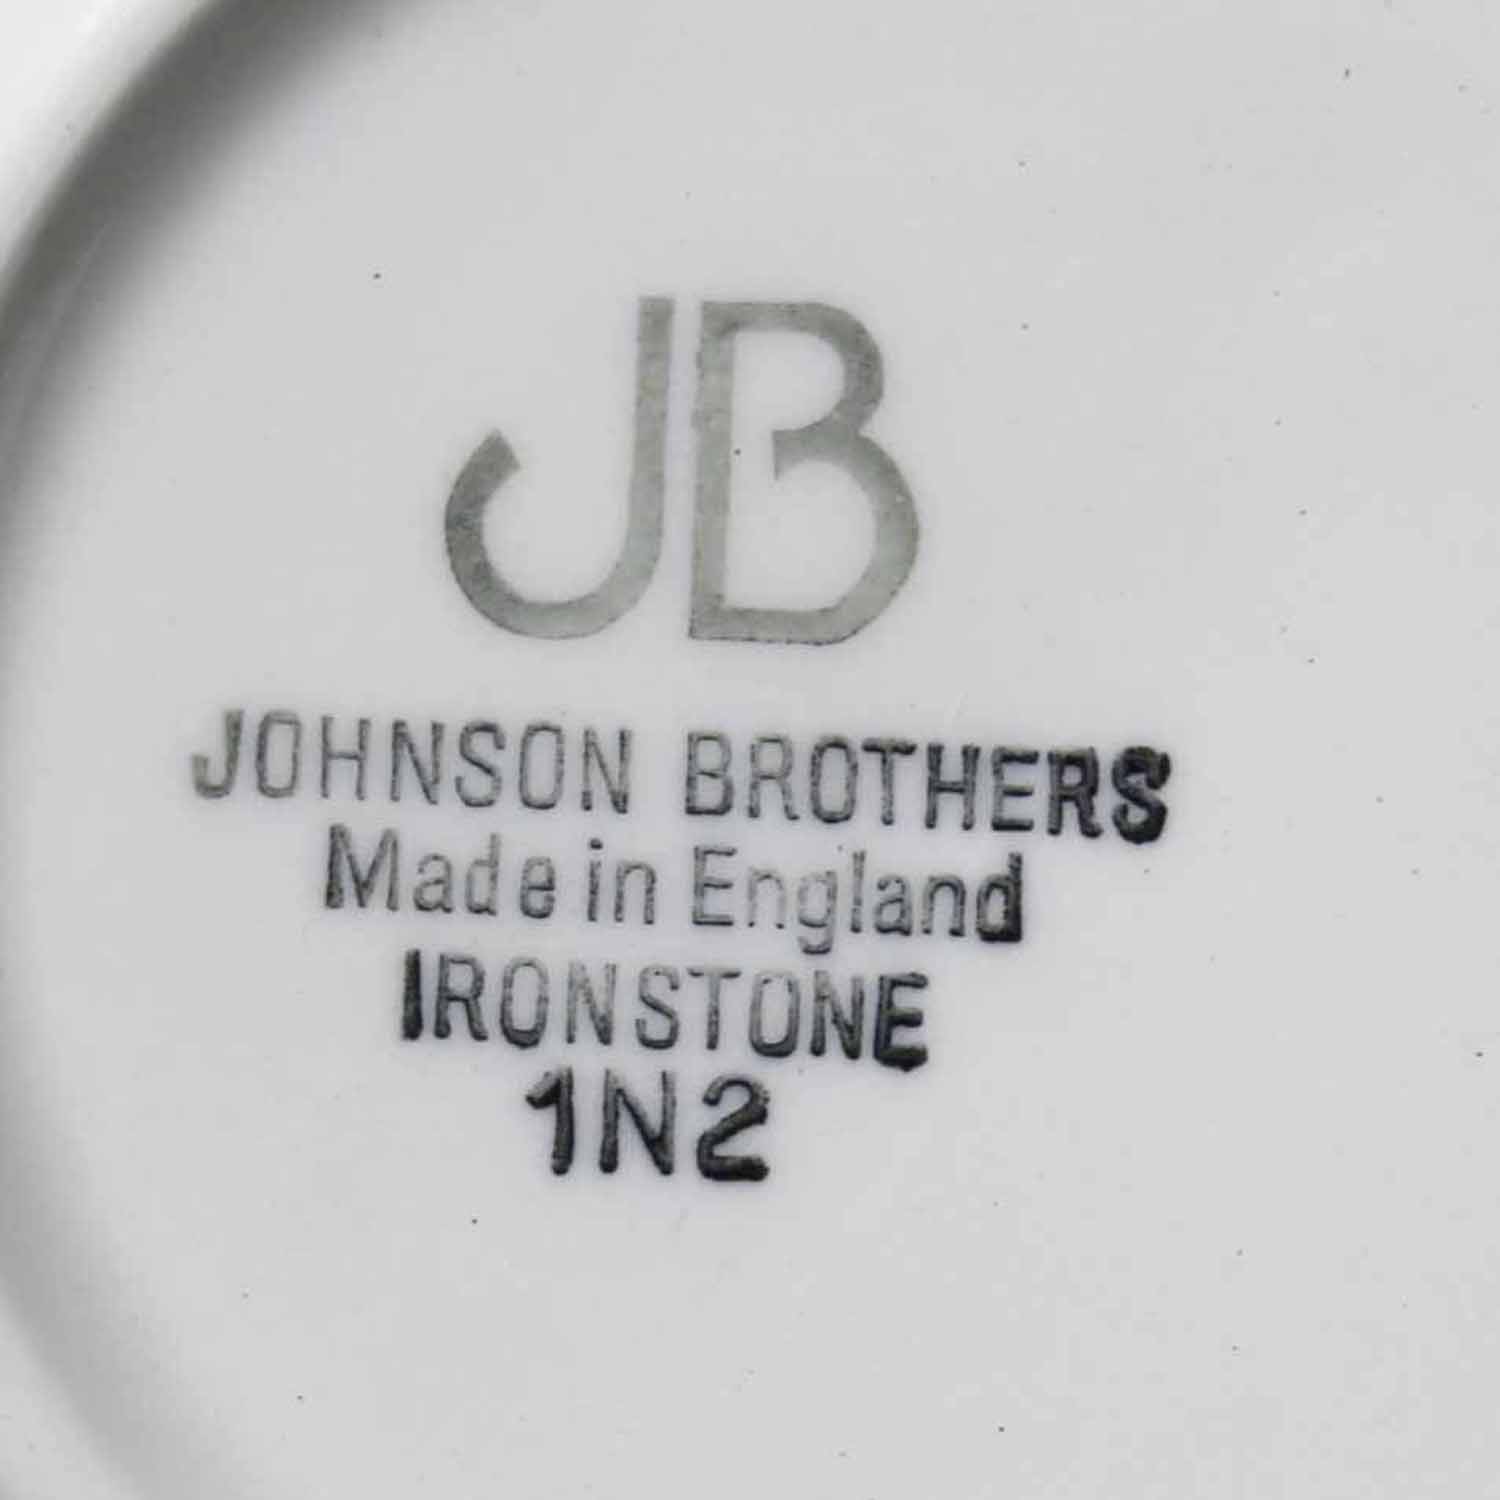 JB
JOHNSON BROTHERS
Made in England
IRONSTONE
1N2